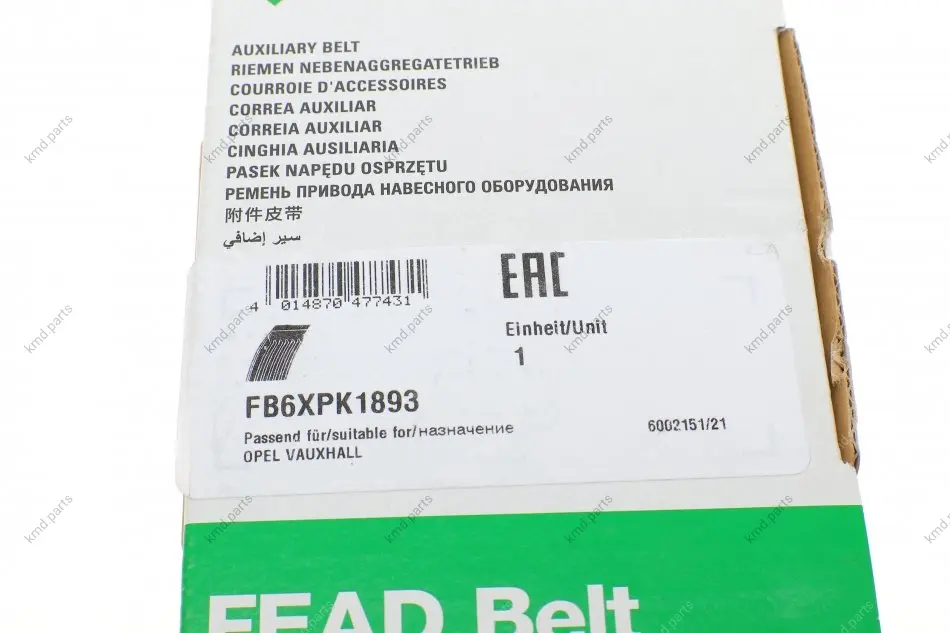 AUXILIARY BELT
RIEMEN NEBENAGGREGATETRIEB
COURROIE D'ACCESSOIRES
CORREA AUXILIAR
CORREIA AUXILIAR
CINGHIA AUSILIARIA
PASEK NAPĘDU OSPRZĘTU
РЕМЕНЬ ПРИВОДА НАВЕСНОГО ОБОРУДОВАНИЯ
附件皮带
سير إضافي
EAC
4 014870 477431
Einheit/Unit
1
FB6XPK1893
Passend für/suitable for/назначение
OPEL VAUXHALL
6002151/21
FEAD Belt
kmd.parts